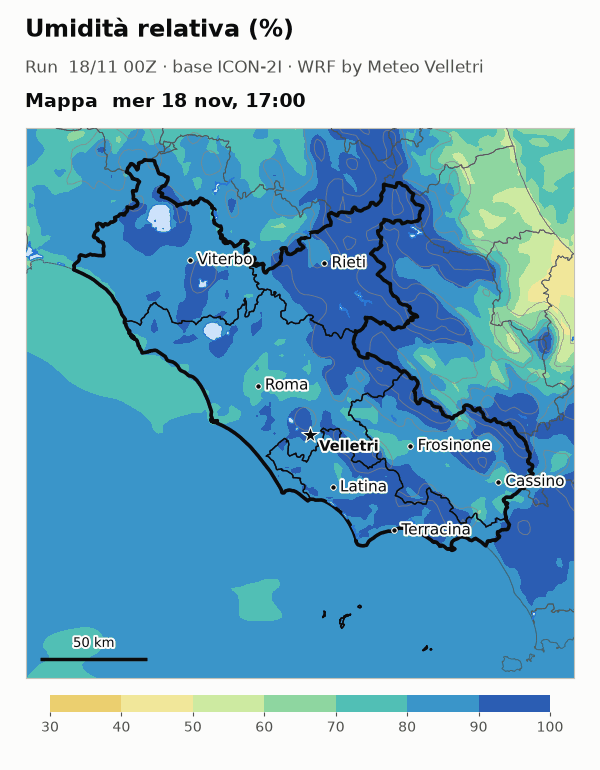 Umidità relativa (%)
Run  18/11 00Z · base ICON-2I · WRF by Meteo Velletri
Mappa  mer 18 nov, 17:00
Viterbo
Rieti
Roma
Velletri
Frosinone
Latina
Cassino
Terracina
50 km
30 40 50 60 70 80 90 100